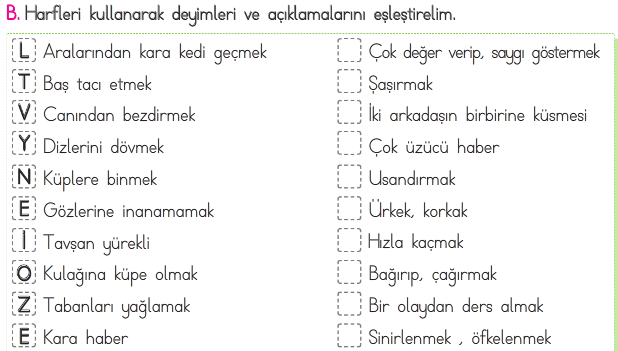 B. Harfleri kullanarak deyimleri ve açıklamalarını eşleştirelim.
L Aralarından kara kedi geçmek Çok değer verip, saygı göstermek
T Baş tacı etmek Şaşırmak
V Canından bezdirmek İki arkadaşın birbirine küsmesi
Y Dizlerini dövmek Çok üzücü haber
N Küplere binmek Usandırmak
E Gözlerine inanamamak Ürkek, korkak
İ Tavşan yürekli Hızla kaçmak
O Kulağına küpe olmak Bağırıp, çağırmak
Z Tabanları yağlamak Bir olaydan ders almak
E Kara haber Sinirlenmek , öfkelenmek